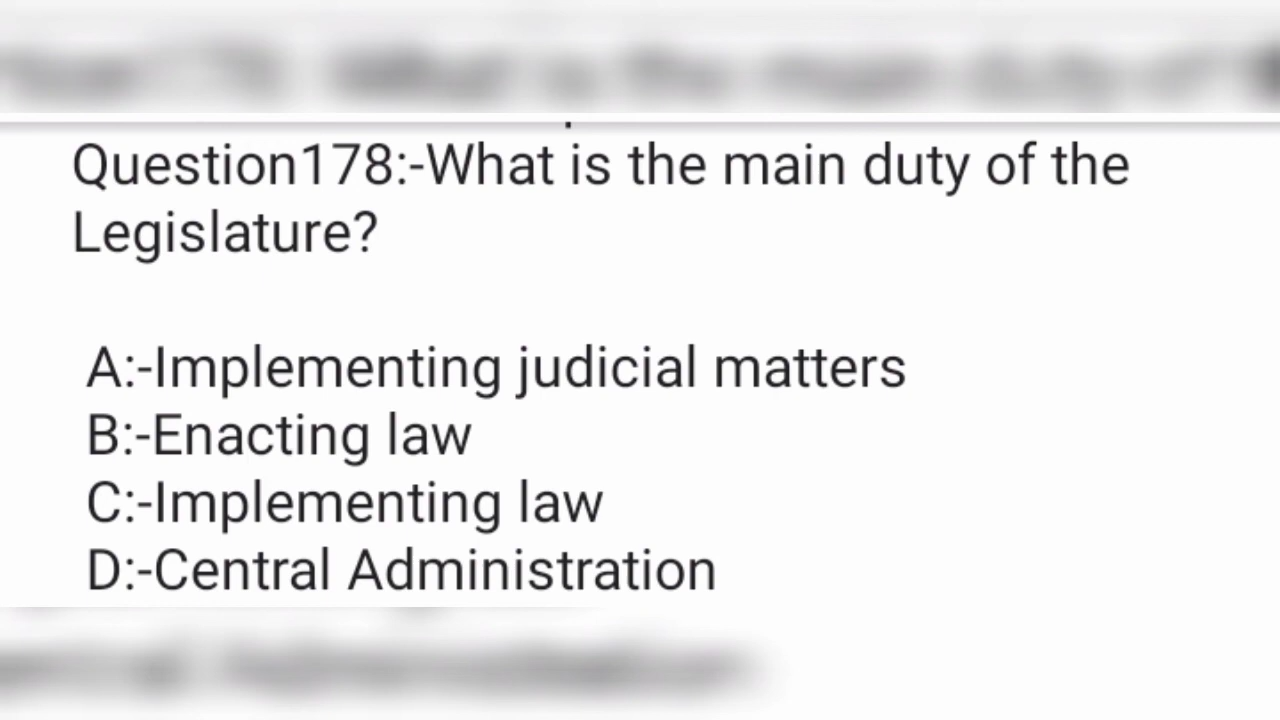 Question178:-What is the main duty of the
Legislature?
A:-Implementing judicial matters
B:-Enacting law
C:-Implementing law
D:-Central Administration